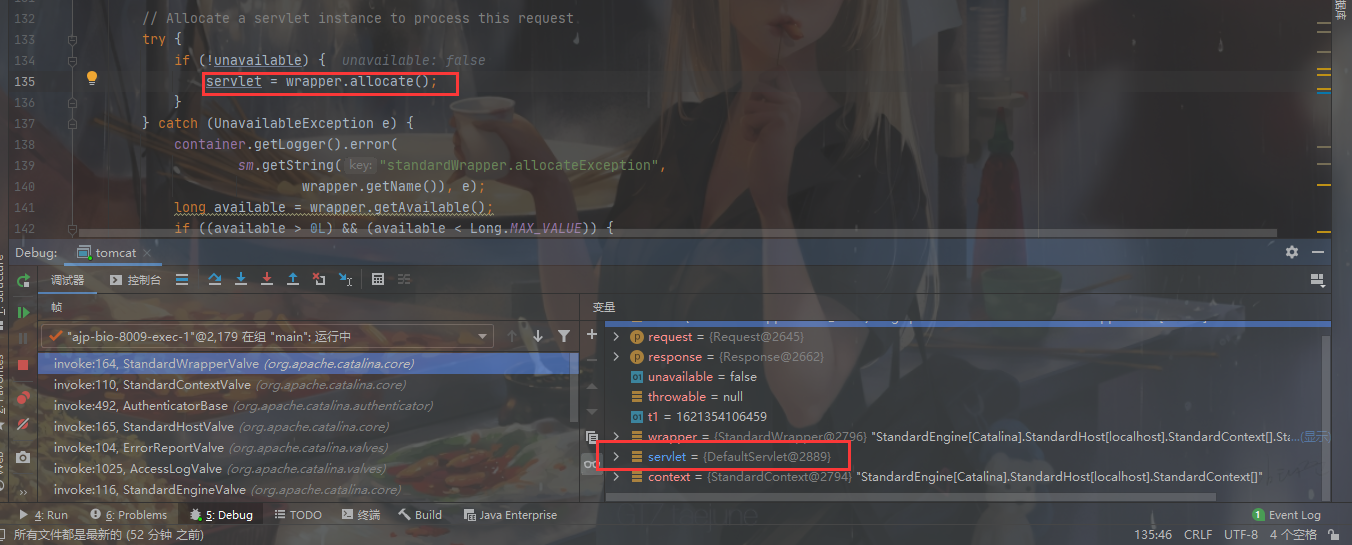 132 // Allocate a servlet instance to process this request
133 try {
134 if (!unavailable) { unavailable: false
135 servlet = wrapper.allocate();
136 }
137 } catch (UnavailableException e) {
138 container.getLogger().error(
139 sm.getString( key: "standardWrapper.allocateException",
140 wrapper.getName()), e);
141 long available = wrapper.getAvailable();
142 if ((available > 0L) && (available < Long.MAX_VALUE)) {
Debug: tomcat
调试器 控制台
帧
变量
"ajp-bio-8009-exec-1"@2,179 在组 "main": 运行中
invoke:164, StandardWrapperValve (org.apache.catalina.core)
invoke:110, StandardContextValve (org.apache.catalina.core)
invoke:492, AuthenticatorBase (org.apache.catalina.authenticator)
invoke:165, StandardHostValve (org.apache.catalina.core)
invoke:104, ErrorReportValve (org.apache.catalina.valves)
invoke:1025, AccessLogValve (org.apache.catalina.valves)
invoke:116, StandardEngineValve (org.apache.catalina.core)
request = {Request@2645}
response = {Response@2662}
unavailable = false
throwable = null
t1 = 1621354106459
wrapper = {StandardWrapper@2796} "StandardEngine[Catalina].StandardHost[localhost].StandardContext[].Sta... (显示)
servlet = {DefaultServlet@2889}
context = {StandardContext@2794} "StandardEngine[Catalina].StandardHost[localhost].StandardContext[]"
4: Run 6: Problems 5: Debug TODO 终端 Build Java Enterprise 1 Event Log
所有文件都是最新的 (52 分钟 之前) 135:46 CRLF UTF-8 4 个空格